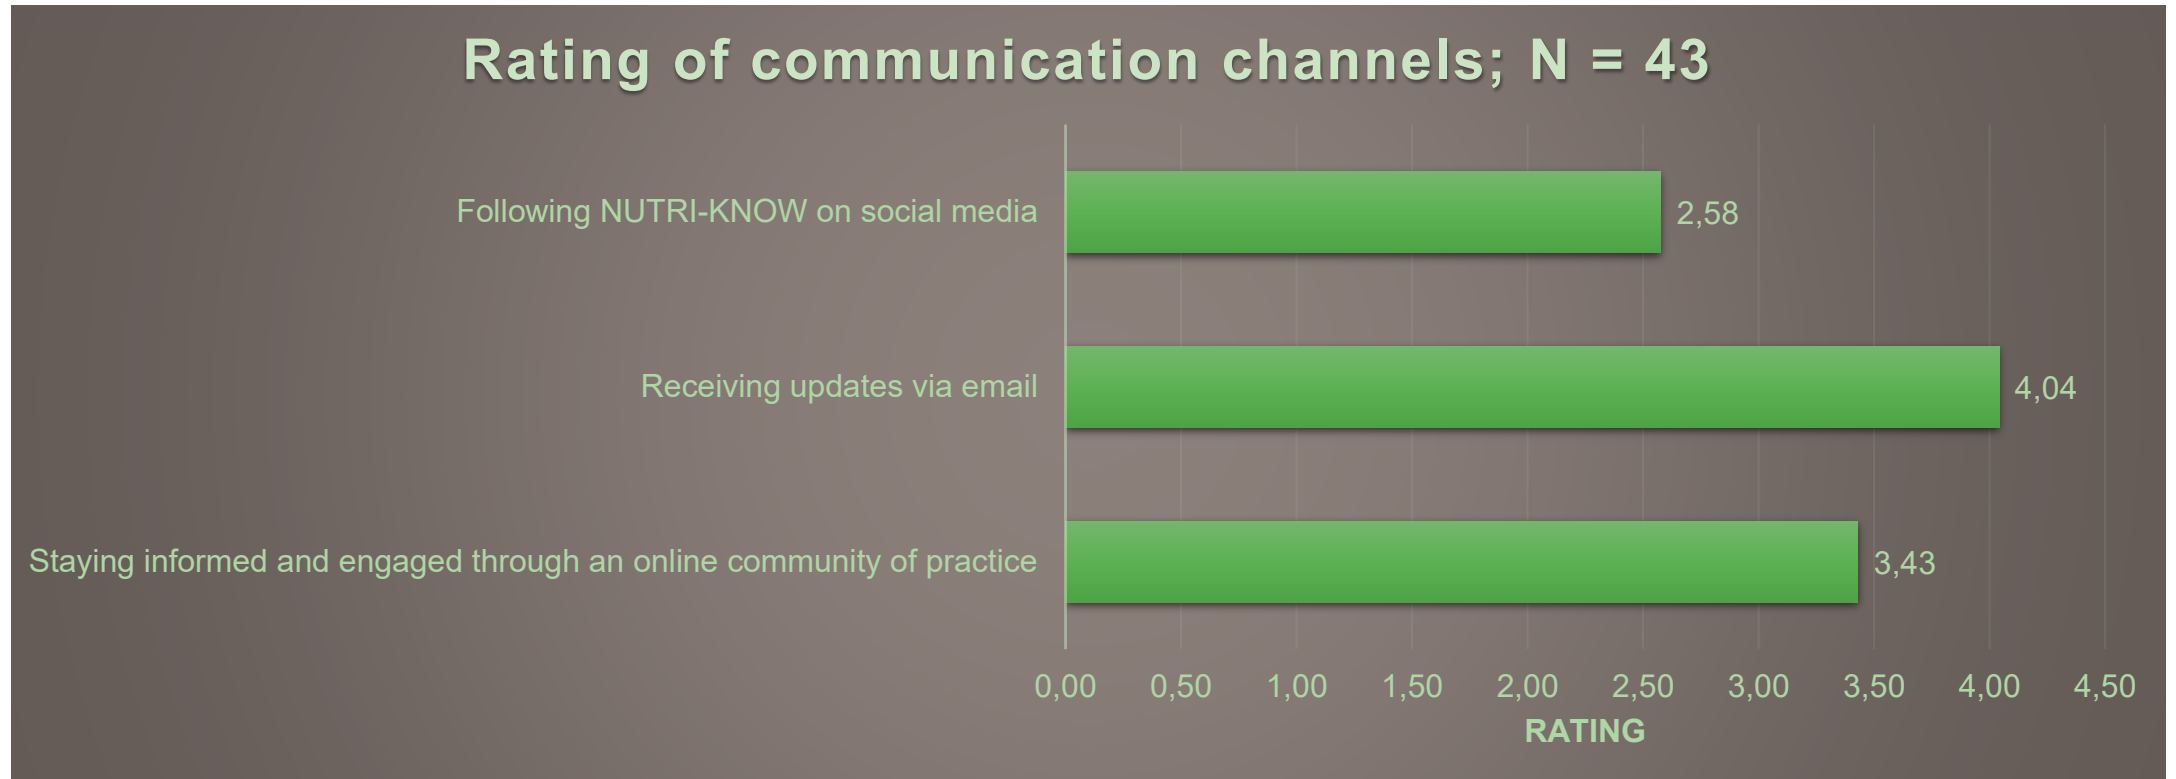 Rating of communication channels; N = 43
Following NUTRI-KNOW on social media
2,58
Receiving updates via email
4,04
Staying informed and engaged through an online community of practice
3,43
0,00 0,50 1,00 1,50 2,00 2,50 3,00 3,50 4,00 4,50
RATING